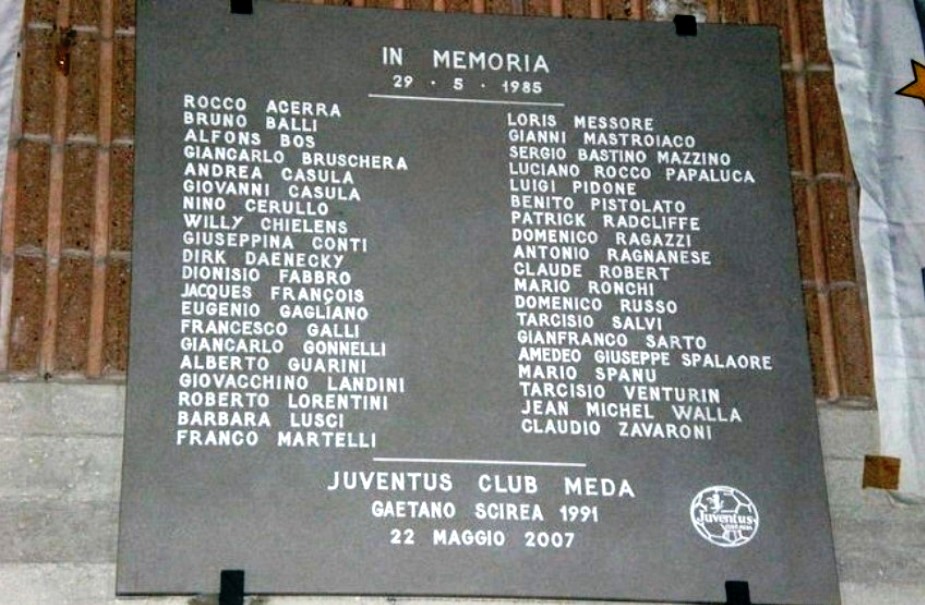 IN MEMORIA
29 · 5 · 1985
ROCCO ACERRA
BRUNO BALLI
ALFONS BOS
GIANCARLO BRUSCHERA
ANDREA CASULA
GIOVANNI CASULA
NINO CERULLO
WILLY CHIELENS
GIUSEPPINA CONTI
DIRK DAENECKY
DIONISIO FABBRO
JACQUES FRANÇOIS
EUGENIO GAGLIANO
FRANCESCO GALLI
GIANCARLO GONNELLI
ALBERTO GUARINI
GIOVACCHINO LANDINI
ROBERTO LORENTINI
BARBARA LUSCI
FRANCO MARTELLI
LORIS MESSORE
GIANNI MASTROIACO
SERGIO BASTINO MAZZINO
LUCIANO ROCCO PAPALUCA
LUIGI PIDONE
BENITO PISTOLATO
PATRICK RADCLIFFE
DOMENICO RAGAZZI
ANTONIO RAGNANESE
CLAUDE ROBERT
MARIO RONCHI
DOMENICO RUSSO
TARCISIO SALVI
GIANFRANCO SARTO
AMEDEO GIUSEPPE SPALAORE
MARIO SPANU
TARCISIO VENTURIN
JEAN MICHEL WALLA
CLAUDIO ZAVARONI
JUVENTUS CLUB MEDA
GAETANO SCIREA 1991
22 MAGGIO 2007
Juventus